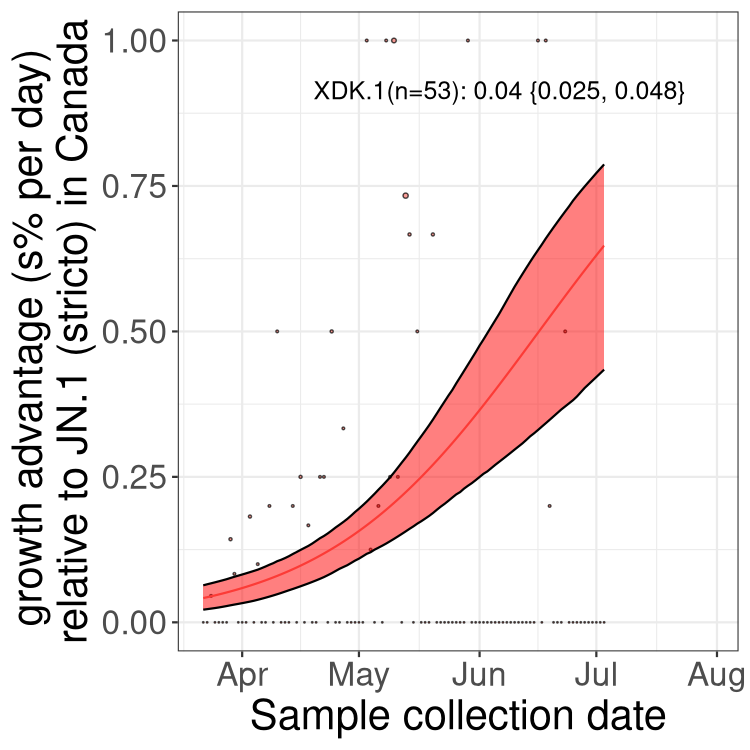 growth advantage (s% per day)
relative to JN.1 (stricto) in Canada
1.00
0.75
0.50
0.25
0.00
XDK.1(n=53): 0.04 {0.025, 0.048}
Apr May Jun Jul Aug
Sample collection date